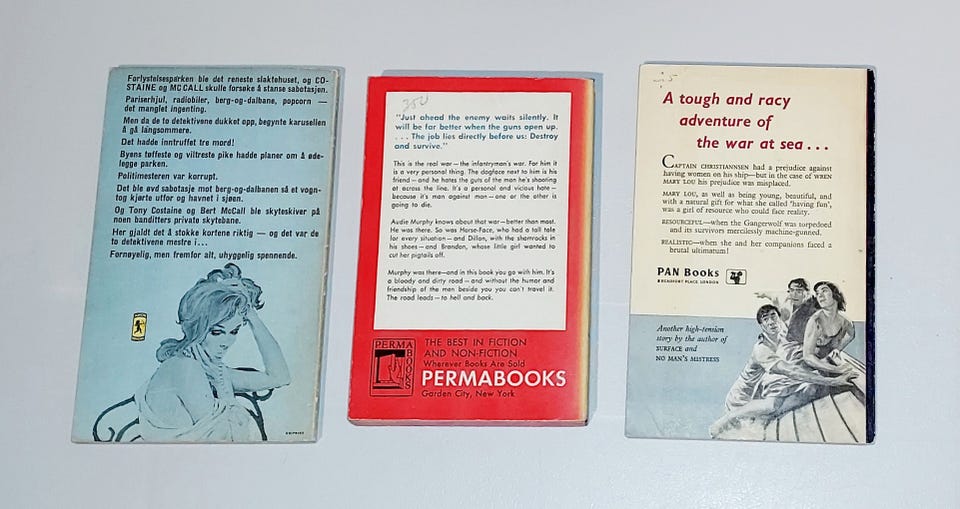 Forlystelsesparken ble det reneste slaktehuset, og CO-
STAINE og MC CALL skulle forsøke å stanse sabotasjen.
Pariserhjul, radiobiler, berg-og-dalbane, popcorn —
det manglet ingenting.
Men da de to detektivene dukket opp, begynte karusellen
å gå langsommere.
Det hadde inntruffet tre mord!
Byens tøffeste og viltreste pike hadde planer om å øde-
legge parken.
Politimesteren var korrupt.
Det ble øvd sabotasje mot berg-og-dalbanen så et vogn-
tog kjørte utfor og havnet i sjøen.
Og Tony Costaine og Bert McCall ble skyteskiver på
noen banditters private skytebane.
Her gjaldt det å stokke kortene riktig — og det var de
to detektivene mestre i...
Fornøyelig, men fremfor alt, uhyggelig spennende.
350
"Just ahead the enemy waits silently. It
will be far better when the guns open up.
. . . The job lies directly before us: Destroy
and survive."
This is the real war—the infantryman's war. For him it
is a very personal thing. The dogface next to him is his
friend—and he hates the guts of the man he's shooting
at across the line. It's a personal and vicious hate—
because it's man against man—and one or the other is
going to die.
Audie Murphy knows about that war—better than most.
He was there. So was Horse-Face, who had a tall tale
for every situation—and Dillon, with the shamrocks in
his shoes—and Brandon, whose little girl wanted to
cut her pigtails off.
Murphy was there—and in this book you go with him. It's
a bloody and dirty road—and without the humor and
friendship of the men beside you you can't travel it.
The road leads—to hell and back.
PERMA
BOOKS
THE BEST IN FICTION
AND NON-FICTION
Wherever Books Are Sold
PERMABOOKS
Garden City, New York
A tough and racy
adventure of
the war at sea . . .
CAPTAIN CHRISTIANNSEN had a prejudice against
having women on his ship—but in the case of WREN
MARY LOU his prejudice was misplaced.
MARY LOU, as well as being young, beautiful, and
with a natural gift for what she called 'having fun',
was a girl of resource who could face reality.
RESOURCEFUL—when the Gangerwolf was torpedoed
and its survivors mercilessly machine-gunned.
REALISTIC—when she and her companions faced a
brutal ultimatum!
PAN Books
8 HEADFORT PLACE LONDON
Another high-tension
story by the author of
SURFACE and
NO MAN'S MISTRESS